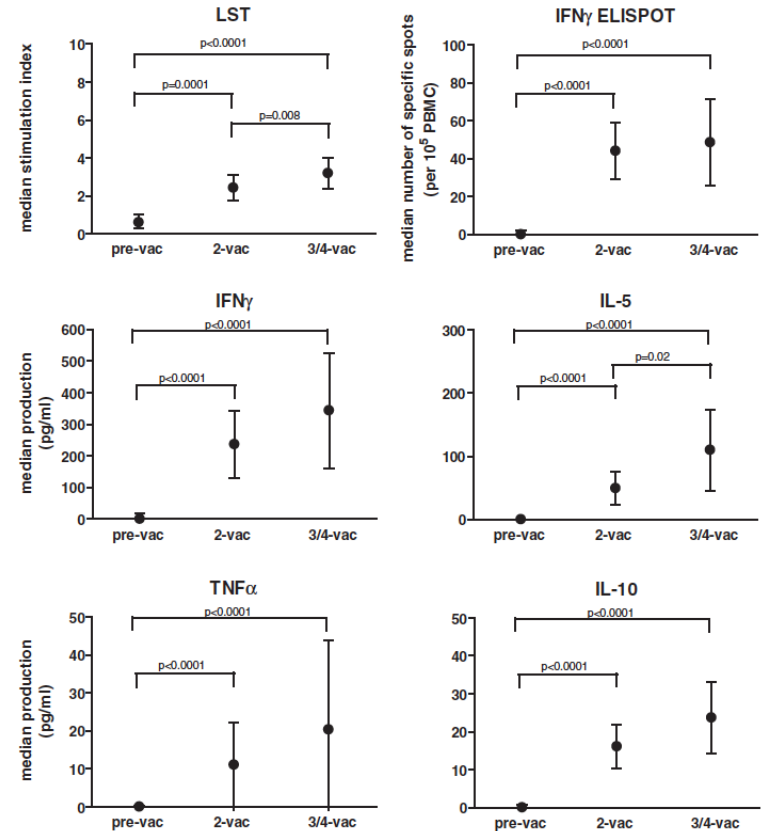 LST
median stimulation index
10
8
6
4
2
0
p<0.0001
p=0.0001
p=0.008
pre-vac 2-vac 3/4-vac
IFNγ ELISPOT
median number of specific spots
(per 10⁵ PBMC)
100
80
60
40
20
0
p<0.0001
p<0.0001
pre-vac 2-vac 3/4-vac
IFNγ
median production
(pg/ml)
600
500
400
300
200
100
0
p<0.0001
p<0.0001
pre-vac 2-vac 3/4-vac
IL-5
300
200
100
0
p<0.0001
p=0.02
p<0.0001
pre-vac 2-vac 3/4-vac
TNFα
median production
(pg/ml)
50
40
30
20
10
0
p<0.0001
p<0.0001
pre-vac 2-vac 3/4-vac
IL-10
50
40
30
20
10
0
p<0.0001
p<0.0001
pre-vac 2-vac 3/4-vac